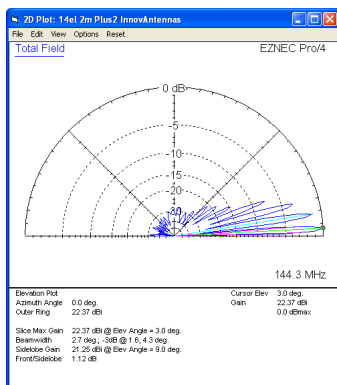 2D Plot: 14el 2m Plus2 InnovAntennas
File Edit View Options Reset
Total Field EZNEC Pro/4
0 dB
-5
-10
-15
-20
-30
144.3 MHz
Elevation Plot Cursor Elev 3.0 deg.
Azimuth Angle 0.0 deg. Gain 22.37 dBi
Outer Ring 22.37 dBi 0.0 dBmax
Slice Max Gain 22.37 dBi @ Elev Angle = 3.0 deg.
Beamwidth 2.7 deg.; -3dB @ 1.6, 4.3 deg.
Sidelobe Gain 21.25 dBi @ Elev Angle = 9.0 deg.
Front/Sidelobe 1.12 dB